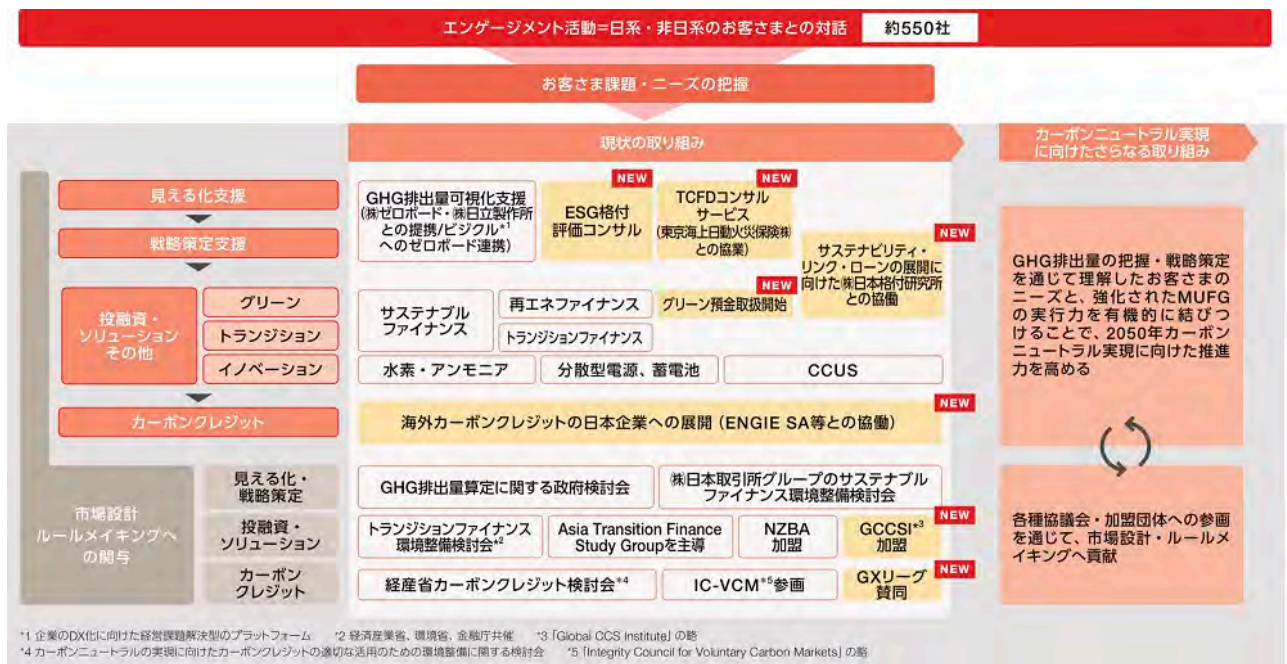 エンゲージメント活動=日系・非日系のお客さまとの対話 約550社
お客さま課題・ニーズの把握
現状の取り組み
カーボンニュートラル実現
に向けたさらなる取り組み
見える化支援
戦略策定支援
投融資・
ソリューション
その他
グリーン
トランジション
イノベーション
カーボンクレジット
GHG排出量可視化支援
(㈱ゼロボード・㈱日立製作所
との提携/ビジクル*1
へのゼロボード連携)
NEW
ESG格付
評価コンサル
NEW
TCFDコンサル
サービス
(東京海上日動火災保険㈱
との協業)
NEW
サステナビリティ・
リンク・ローンの展開に
向けた㈱日本格付研究所
との協働
サステナブル
ファイナンス
再エネファイナンス
トランジションファイナンス
NEW
グリーン預金取扱開始
水素・アンモニア
分散型電源、蓄電池
CCUS
NEW
海外カーボンクレジットの日本企業への展開(ENGIE SA等との協働)
GHG排出量の把握・戦略策定
を通じて理解したお客さまの
ニーズと、強化されたMUFG
の実行力を有機的に結びつ
けることで、2050年カーボン
ニュートラル実現に向けた推進
力を高める
市場設計・
ルールメイキングへ
の関与
見える化・
戦略策定
GHG排出量算定に関する政府検討会
㈱日本取引所グループのサステナブル
ファイナンス環境整備検討会
投融資・
ソリューション
トランジションファイナンス
環境整備検討会*2
Asia Transition Finance
Study Groupを主導
NZBA
加盟
NEW
GCCSI*3
加盟
カーボン
クレジット
経産省カーボンクレジット検討会*4
IC-VCM*5参画
NEW
GXリーグ
賛同
各種協議会・加盟団体への参画
を通じて、市場設計・ルールメ
イキングへ貢献
*1 企業のDX化に向けた経営課題解決型のプラットフォーム *2 経済産業省、環境省、金融庁共催 *3「Global CCS Institute」の略
*4 カーボンニュートラルの実現に向けたカーボンクレジットの適切な活用のための環境整備に関する検討会 *5「Integrity Council for Voluntary Carbon Markets」の略